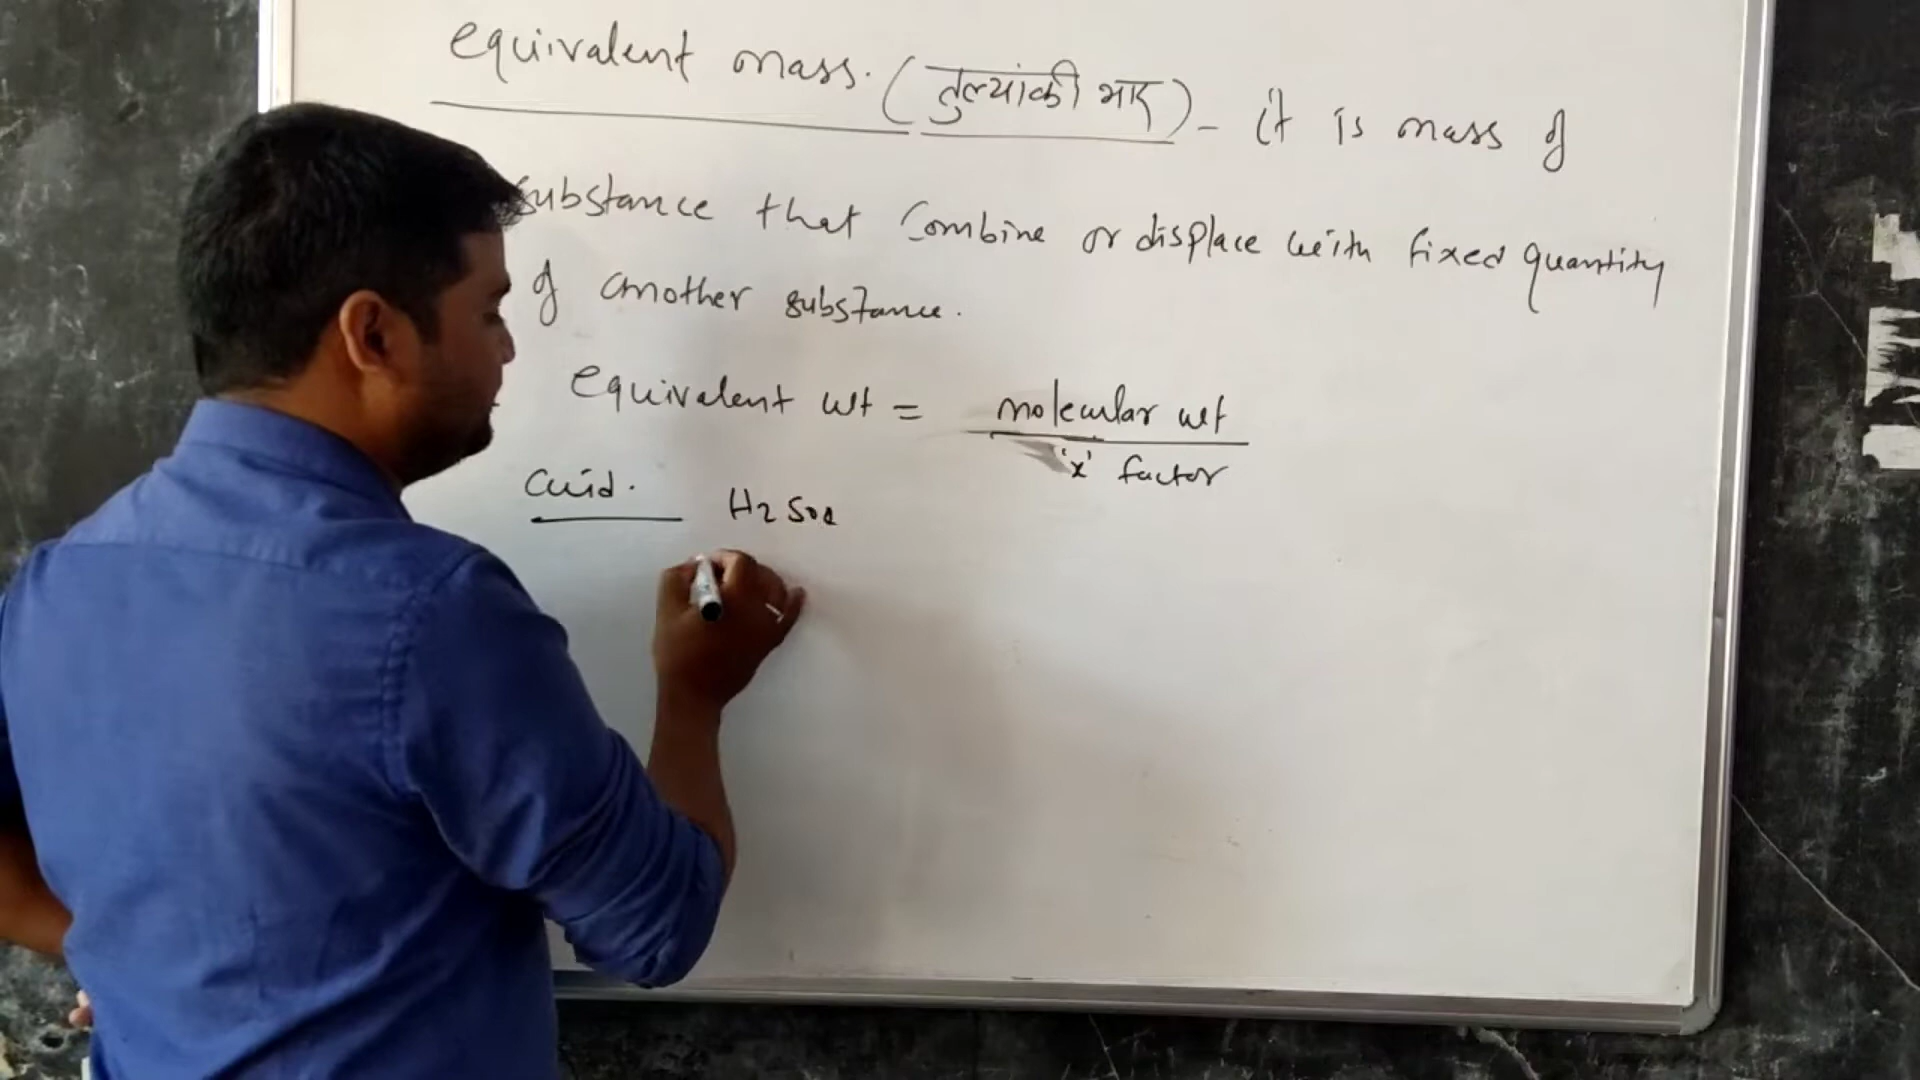 equivalent mass. (तुल्यांकी भार) - it is mass of
substance that combine or displace with fixed quantity
of another substance.
equivalent wt = molecular wt
'x' factor
acid. H2SO4